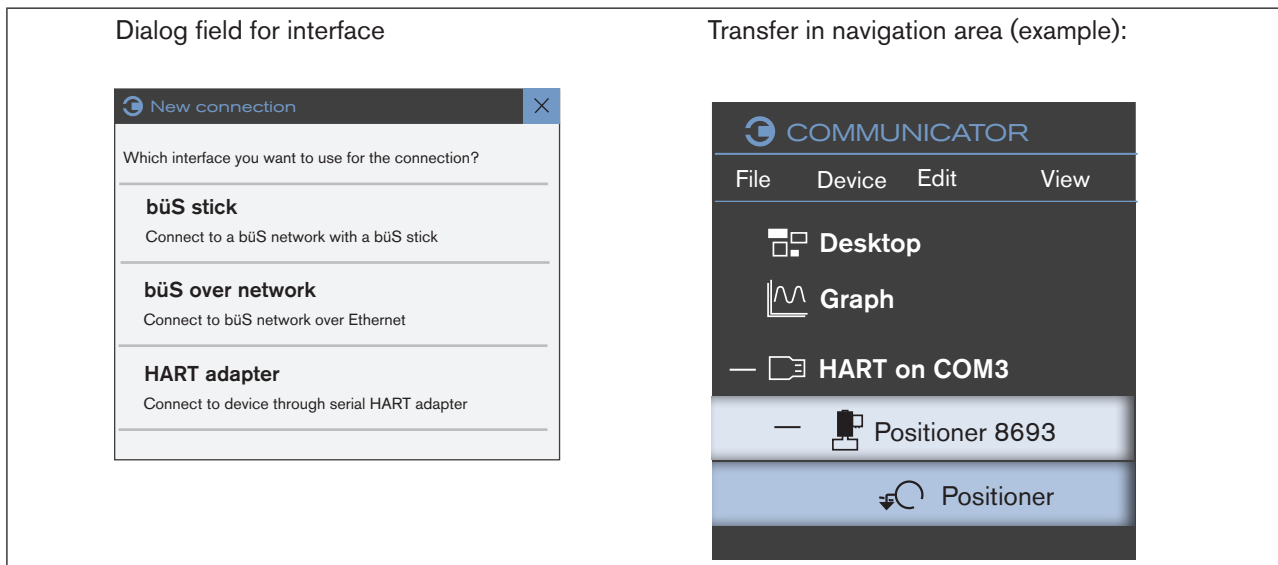 Dialog field for interface
New connection
Which interface you want to use for the connection?
büS stick
Connect to a büS network with a büS stick
büS over network
Connect to büS network over Ethernet
HART adapter
Connect to device through serial HART adapter
Transfer in navigation area (example):
COMMUNICATOR
File Device Edit View
Desktop
Graph
HART on COM3
Positioner 8693
Positioner